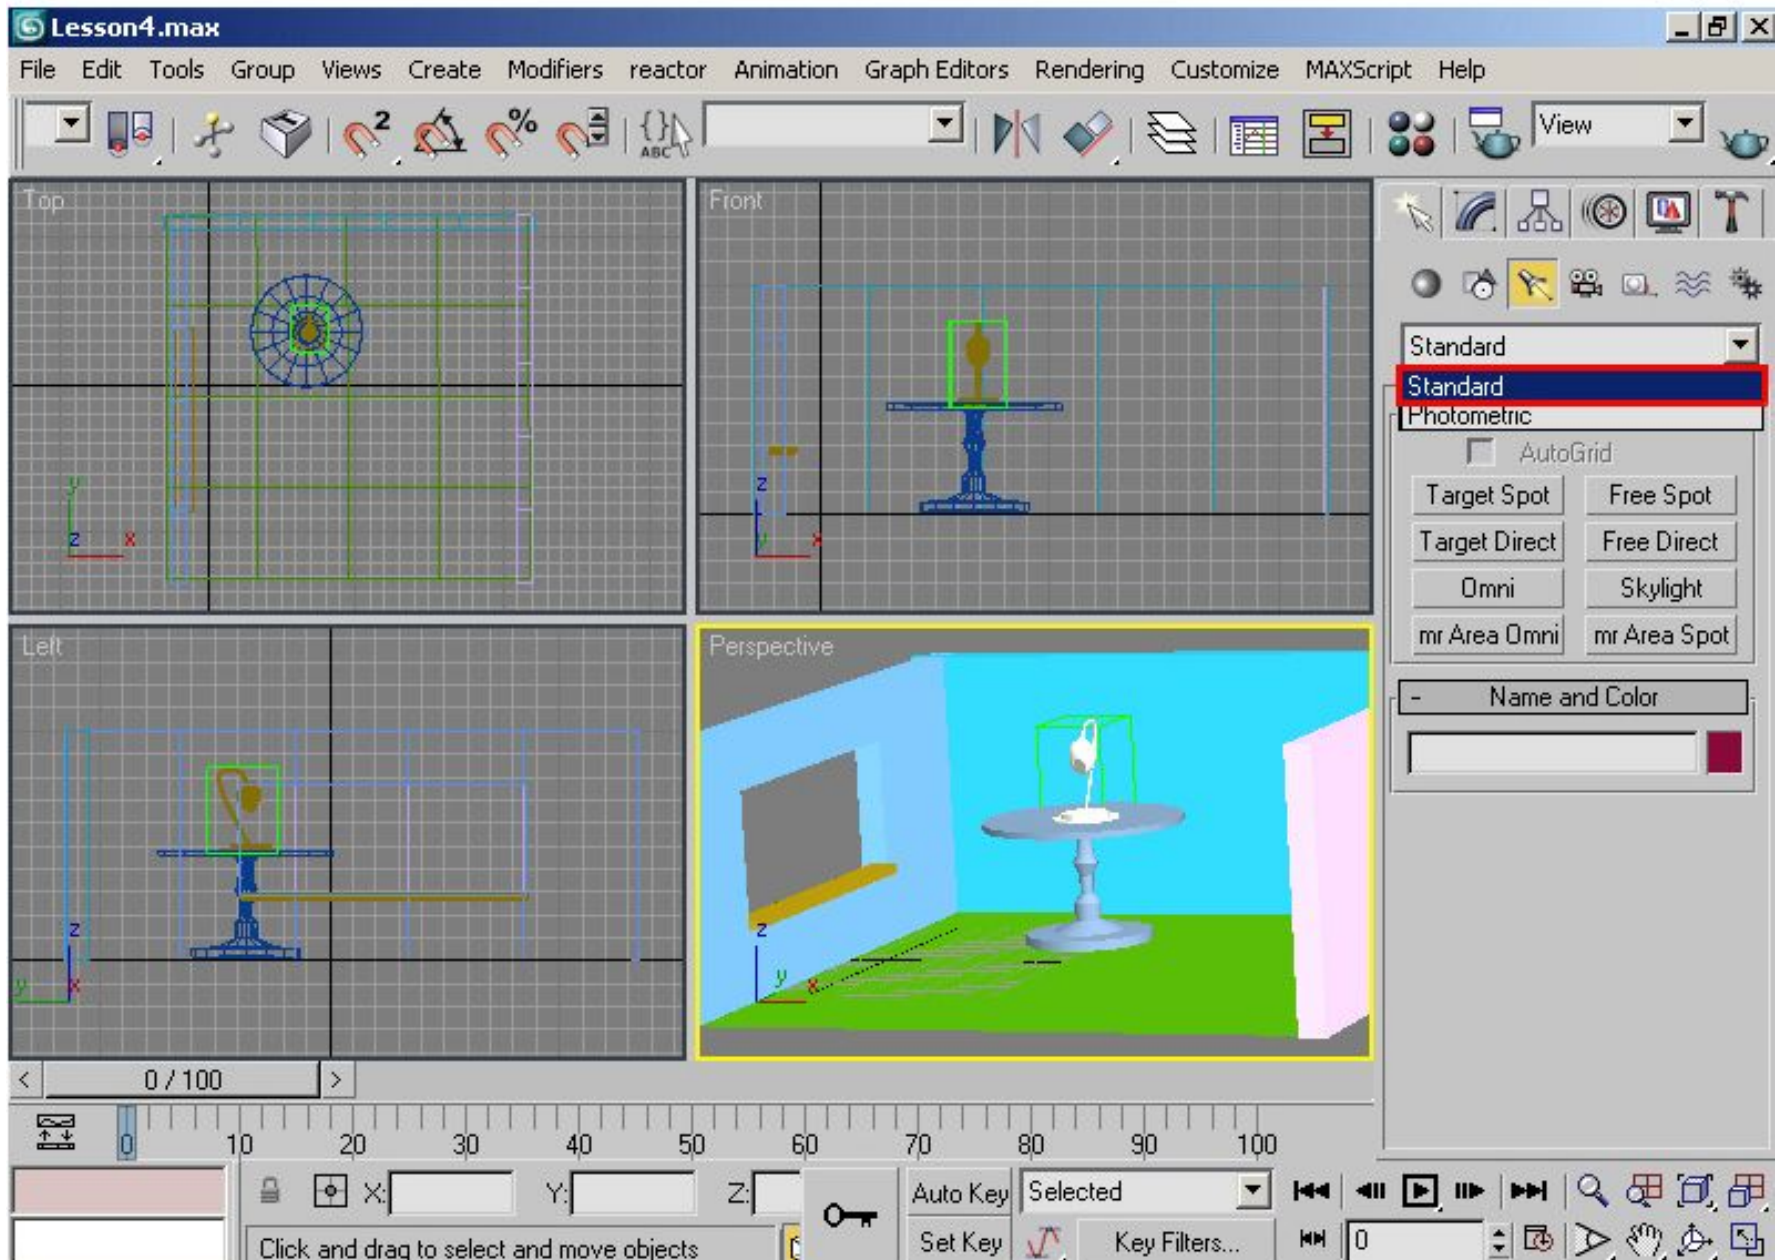 Lesson4.max
File Edit Tools Group Views Create Modifiers reactor Animation Graph Editors Rendering Customize MAXScript Help
2 % {} ABC View
Top
y
z x
Front
z
y x
Left
z
y x
Perspective
z
y x
Standard
Standard
Photometric
AutoGrid
Target Spot Free Spot
Target Direct Free Direct
Omni Skylight
mr Area Omni mr Area Spot
- Name and Color
< 0 / 100 >
0 10 20 30 40 50 60 70 80 90 100
X: Y: Z: Auto Key Selected
Click and drag to select and move objects Set Key Key Filters... 0